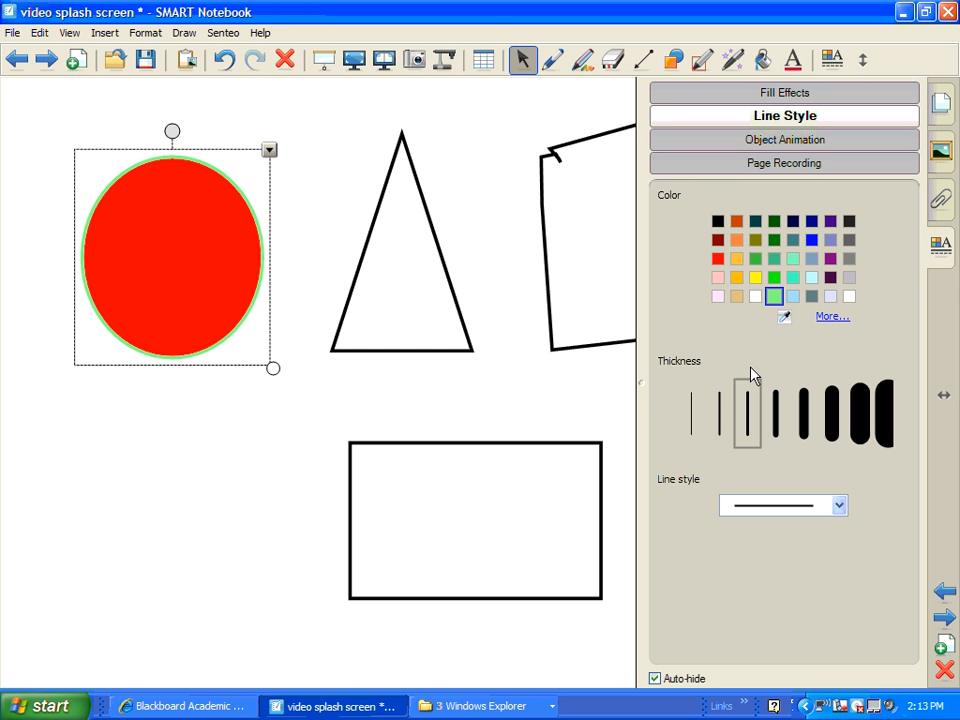 video splash screen * - SMART Notebook
File Edit View Insert Format Draw Senteo Help
Fill Effects
Line Style
Object Animation
Page Recording
Color
More...
Thickness
Line style
Auto-hide
start Blackboard Academic ... video splash screen *... 3 Windows Explorer Links » 2:13 PM